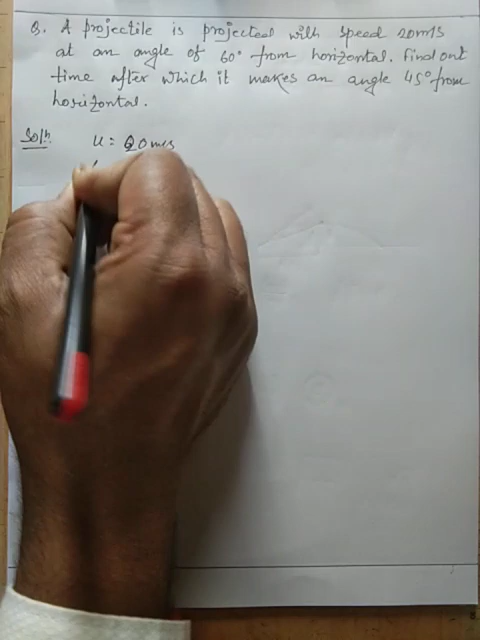 Q. A projectile is projected with speed 20m/s
at an angle of 60° from horizontal. Find out
time after which it makes an angle 45° from
horizontal.
Soln.
u = 20m/s